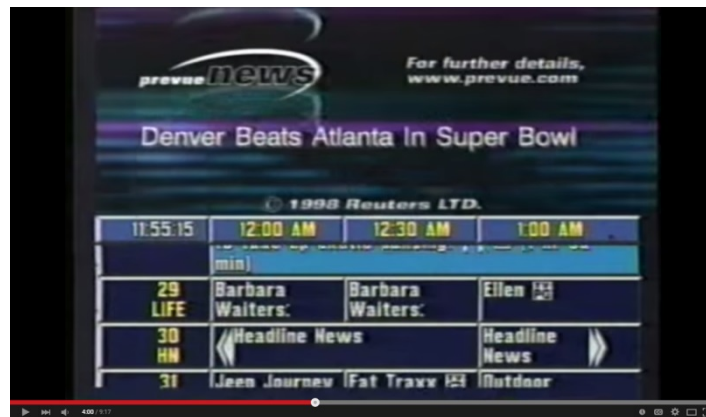 prevue news
For further details,
www.prevue.com
Denver Beats Atlanta In Super Bowl
© 1998 Reuters LTD.
11:55:15 12:00 AM 12:30 AM 1:00 AM
min)
29 Barbara Barbara Ellen
LIFE Walters: Walters:
30 Headline News Headline
HN News
31 Jeep Journey Fat Traxx Outdoor
4:00 / 9:17